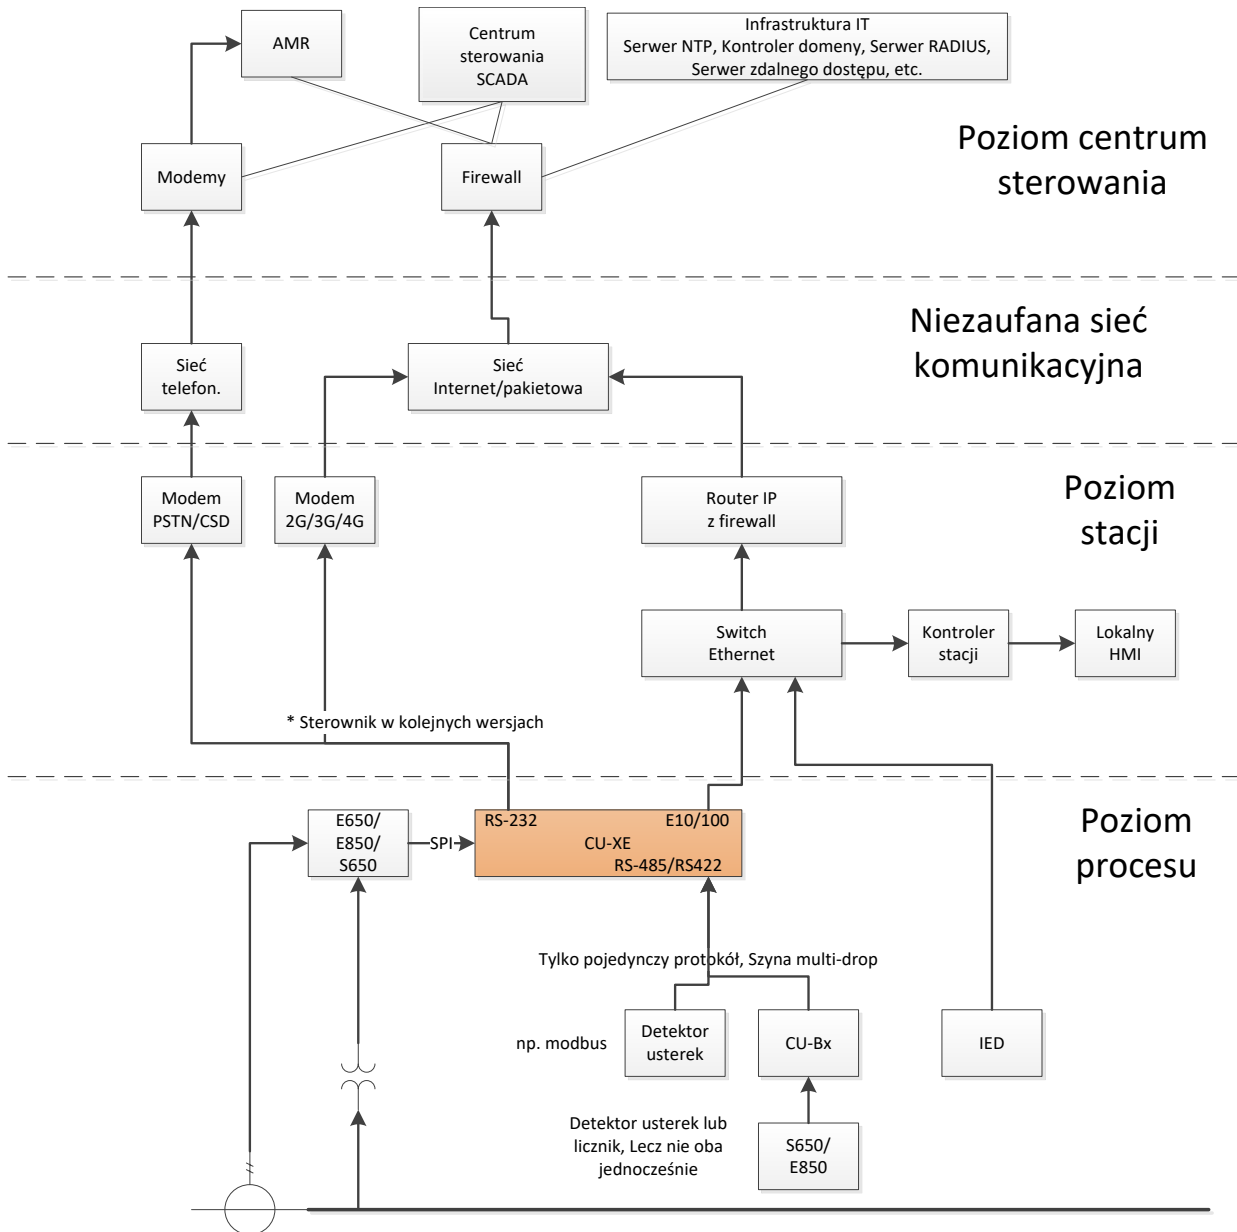 AMR
Centrum
sterowania
SCADA
Infrastruktura IT
Serwer NTP, Kontroler domeny, Serwer RADIUS,
Serwer zdalnego dostępu, etc.
Poziom centrum
sterowania
Modemy
Firewall
Niezaufana sieć
komunikacyjna
Sieć
telefon.
Sieć
Internet/pakietowa
Poziom
stacji
Modem
PSTN/CSD
Modem
2G/3G/4G
Router IP
z firewall
Switch
Ethernet
Kontroler
stacji
Lokalny
HMI
* Sterownik w kolejnych wersjach
Poziom
procesu
E650/
E850/
S650
SPI
RS-232
E10/100
CU-XE
RS-485/RS422
Tylko pojedynczy protokół, Szyna multi-drop
np. modbus
Detektor
usterek
CU-Bx
IED
Detektor usterek lub
licznik, Lecz nie oba
jednocześnie
S650/
E850